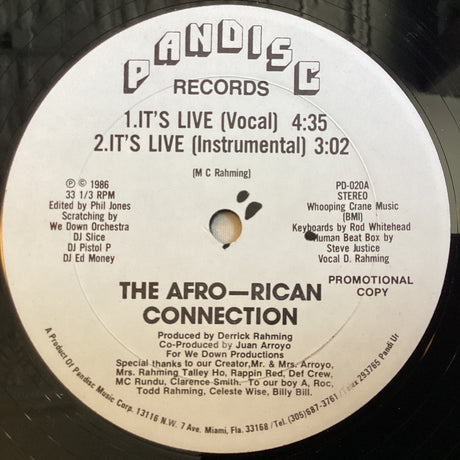 PANDISC
RECORDS
1.IT'S LIVE (Vocal) 4:35
2.IT'S LIVE (Instrumental) 3:02
(M C Rahming)
Ⓟ © 1986
33 1/3 RPM
Edited by Phil Jones
Scratching by
We Down Orchestra
DJ Slice
DJ Pistol P
DJ Ed Money
PD-020A
STEREO
Whooping Crane Music
(BMI)
Keyboards by Rod Whitehead
Human Beat Box by
Steve Justice
Vocal D. Rahming
PROMOTIONAL
COPY
THE AFRO—RICAN
CONNECTION
Produced by Derrick Rahming
Co-Produced by Juan Arroyo
For We Down Productions
Special thanks to our Creator,Mr. & Mrs. Arroyo,
Mrs. Rahming Talley Ho, Rappin Red, Def Crew,
MC Rundu, Clarence Smith. To our boy A, Roc,
Todd Rahming, Celeste Wise, Billy Bill.
A Product Of Pandisc Music Corp. 13116 N.W. 7 Ave. Miami, Fla. 33168 /Tel. (305)687-3761/Telex 293765 Pandi Ur